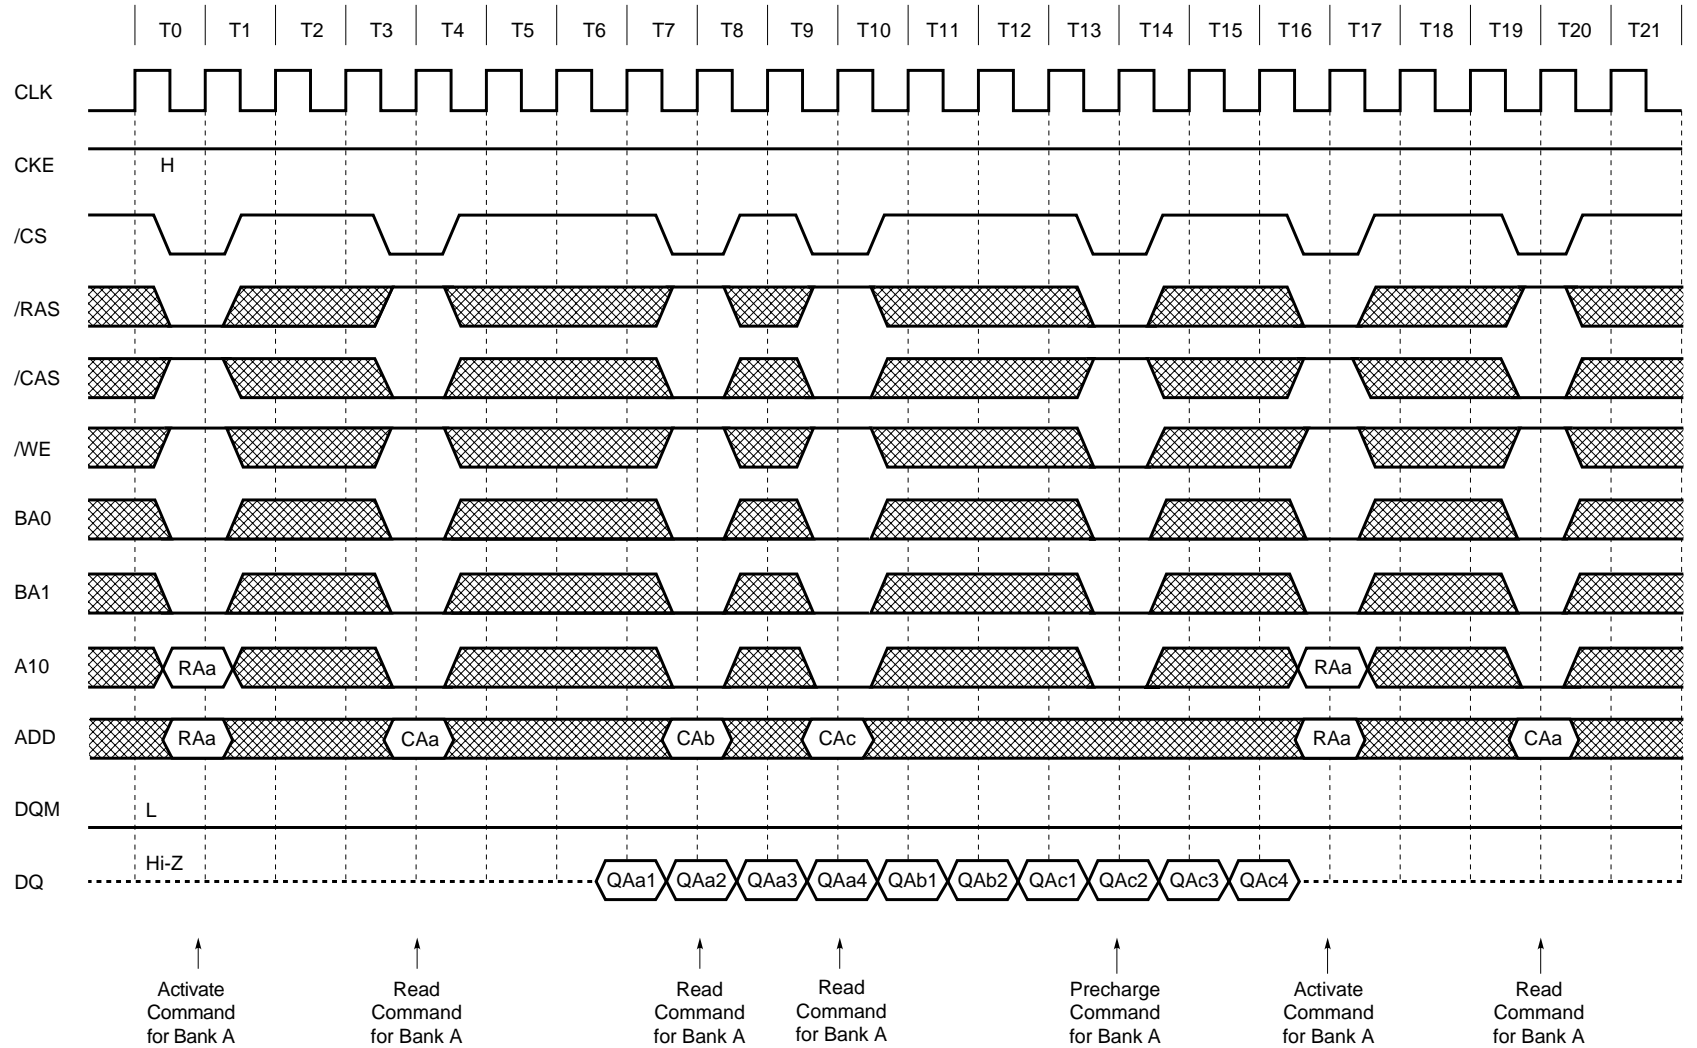 T0 T1 T2 T3 T4 T5 T6 T7 T8 T9 T10 T11 T12 T13 T14 T15 T16 T17 T18 T19 T20 T21
CLK
CKE H
/CS
/RAS
/CAS
/WE
BA0
BA1
A10 RAa RAa
ADD RAa CAa CAb CAc RAa CAa
DQM L
Hi-Z
DQ QAa1 QAa2 QAa3 QAa4 QAb1 QAb2 QAc1 QAc2 QAc3 QAc4
Activate
Command
for Bank A
Read
Command
for Bank A
Read
Command
for Bank A
Read
Command
for Bank A
Precharge
Command
for Bank A
Activate
Command
for Bank A
Read
Command
for Bank A